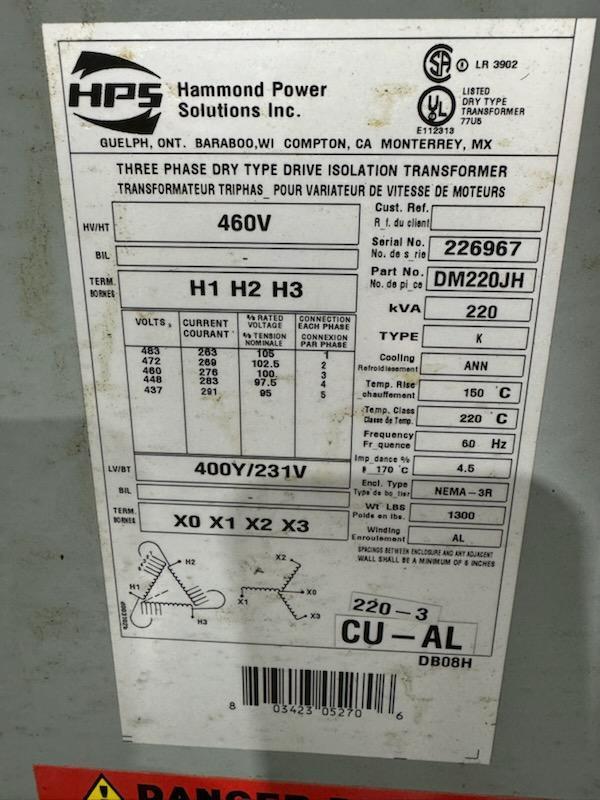 HPS
Hammond Power
Solutions Inc.
LR 3902
LISTED
DRY TYPE
TRANSFORMER
77U5
E112313
GUELPH, ONT. BARABOO,WI COMPTON, CA MONTERREY, MX
THREE PHASE DRY TYPE DRIVE ISOLATION TRANSFORMER
TRANSFORMATEUR TRIPHAS_ POUR VARIATEUR DE VITESSE DE MOTEURS
HV/HT 460V
BIL -
TERM. BORNES H1 H2 H3
VOLTS CURRENT COURANT % RATED VOLTAGE % TENSION NOMINALE CONNECTION EACH PHASE CONNEXION PAR PHASE
483 263 105 1
472 269 102.5 2
460 276 100. 3
448 283 97.5 4
437 291 95 5
LV/BT 400Y/231V
BIL -
TERM. BORNES X0 X1 X2 X3
Cust. Ref.
R_f. du client
Serial No. No. de s_rie 226967
Part No. No. de pi_ce DM220JH
kVA 220
TYPE K
Cooling Refroidissement ANN
Temp. Rise chauffement 150 °C
Temp. Class Classe de Temp. 220 °C
Frequency Fr_quence 60 Hz
Imp_dance % 170 °C 4.5
Encl. Type Type de bo_tier NEMA-3R
Wt LBS Poids en lbs. 1300
Winding Enroulement AL
SPACINGS BETWEEN ENCLOSURE AND ANY ADJACENT
WALL SHALL BE A MINIMUM OF 6 INCHES
H1 H2 H3
X1 X2 X0 X3
220-3
CU-AL
DB08H
8 03423 05270 6
DANGER